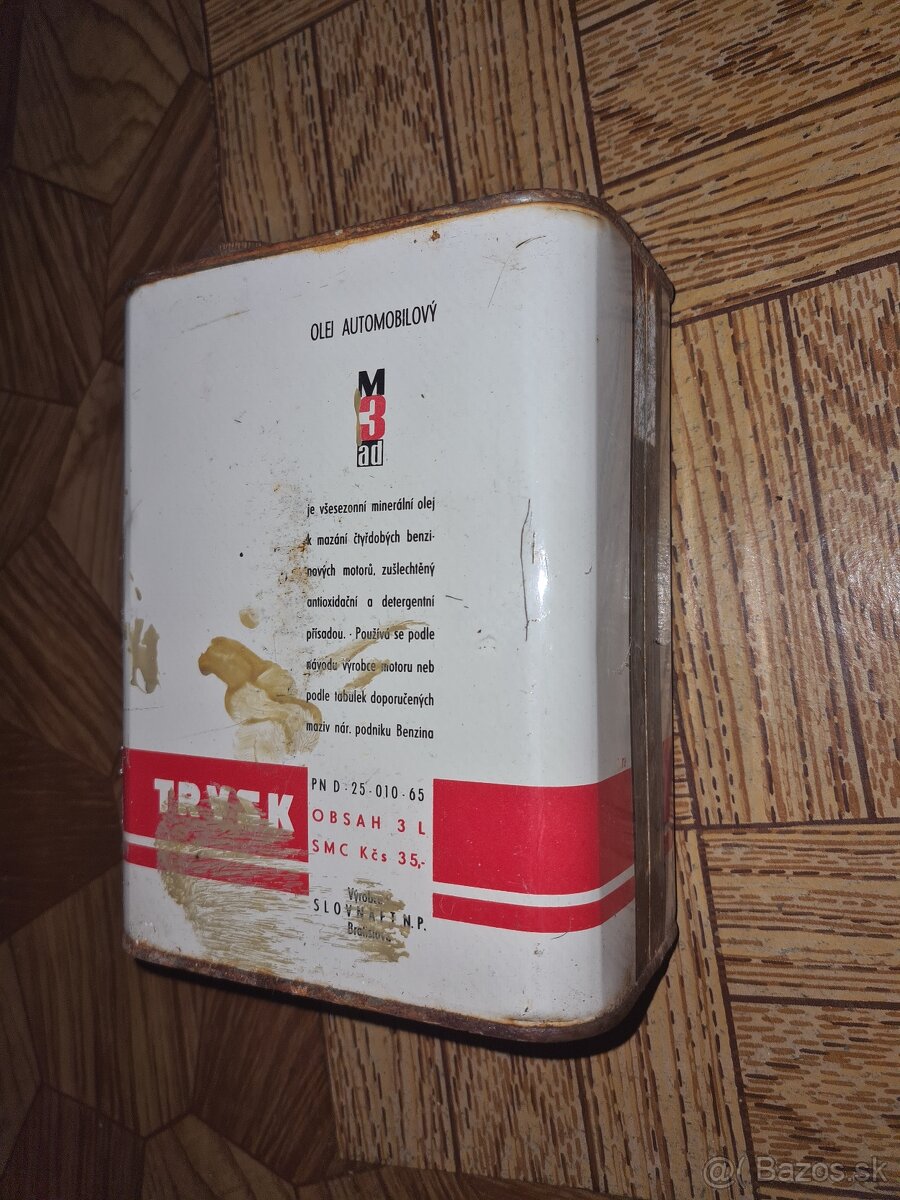 OLEJ AUTOMOBILOVÝ
M
3
ad
je všesezonní minerální olej
k mazání čtyřdobých benzi-
nových motorů, zušlechtěný
antioxidační a detergentní
přísadou. - Používá se podle
návodu výrobce motoru neb
podle tabulek doporučených
maziv nár. podniku Benzina
TRYSK
PN D-25-010-65
OBSAH 3 L
SMC Kčs 35,-
Výrobce
SLOVNAFT N.P.
Bratislava
@( Bazos.sk